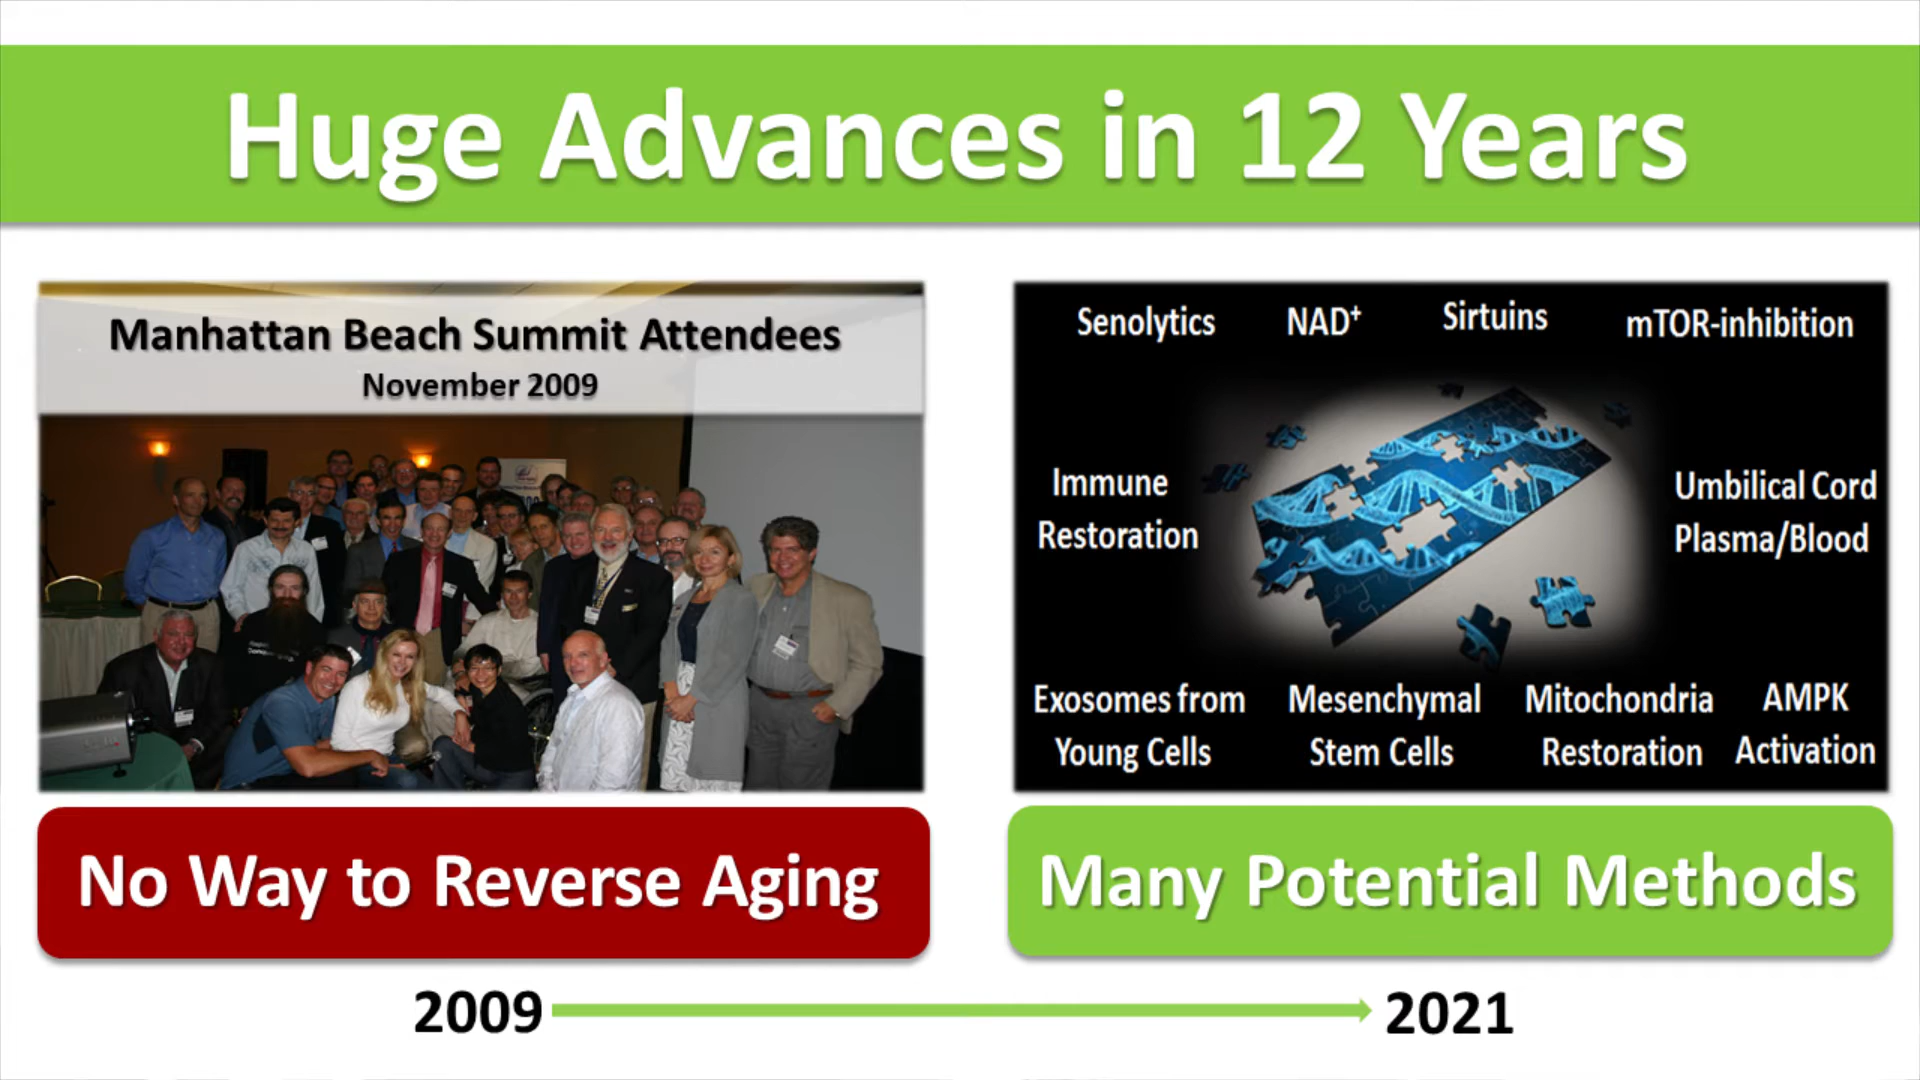 Huge Advances in 12 Years
Manhattan Beach Summit Attendees
November 2009
Senolytics
NAD⁺
Sirtuins
mTOR-inhibition
Immune
Restoration
Umbilical Cord
Plasma/Blood
Exosomes from
Young Cells
Mesenchymal
Stem Cells
Mitochondria
Restoration
AMPK
Activation
No Way to Reverse Aging
Many Potential Methods
2009
2021